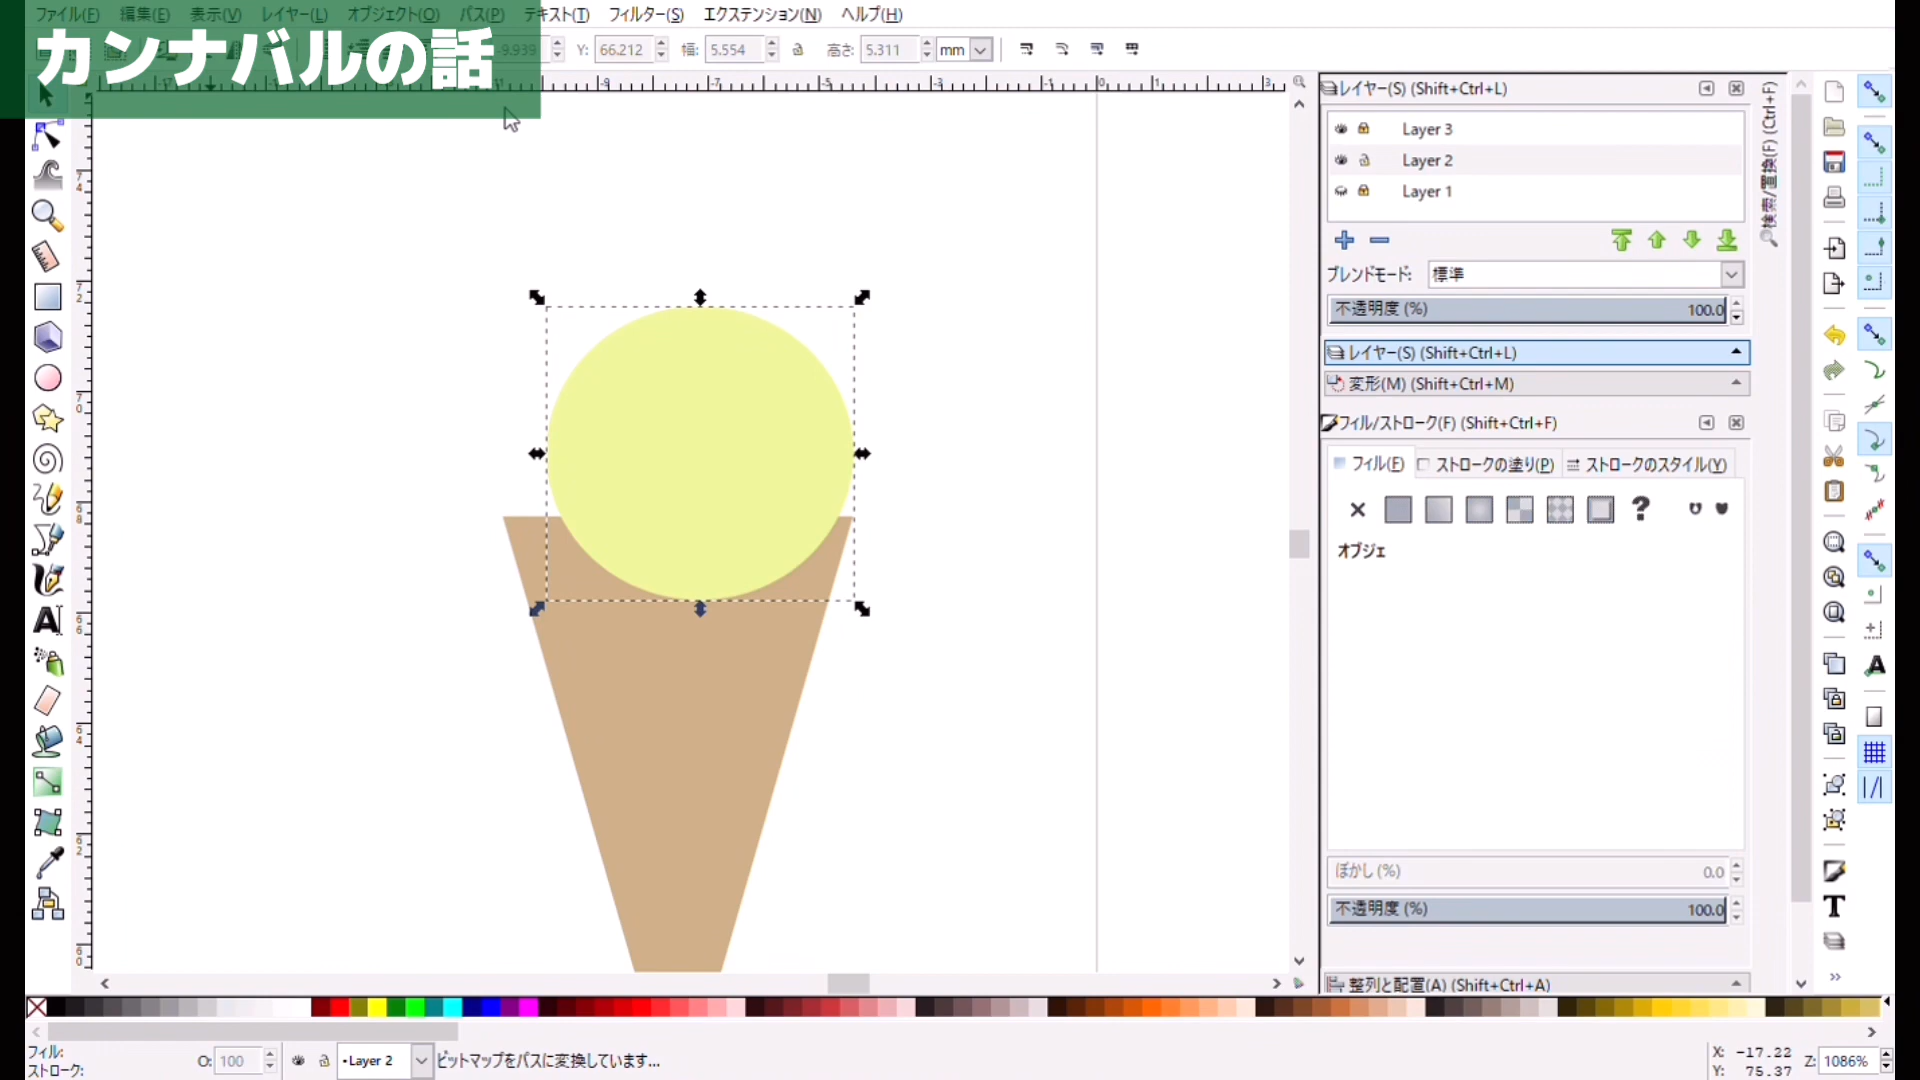 ファイル(F) 編集(E) 表示(V) レイヤー(L) オブジェクト(O) パス(P) テキスト(T) フィルター(S) エクステンション(N) ヘルプ(H)
カンナバルの話
-9.939 Y: 66.212 幅: 5.554 高さ: 5.311 mm
レイヤー(S) (Shift+Ctrl+L)
Layer 3
Layer 2
Layer 1
ブレンドモード: 標準
不透明度 (%) 100.0
レイヤー(S) (Shift+Ctrl+L)
変形(M) (Shift+Ctrl+M)
フィル/ストローク(F) (Shift+Ctrl+F)
フィル(F) ストロークの塗り(P) ストロークのスタイル(Y)
オブジェ
ぼかし (%) 0.0
不透明度 (%) 100.0
整列と配置(A) (Shift+Ctrl+A)
検索/置換(F) (Ctrl+F)
フィル:
ストローク:
O: 100
•Layer 2 ビットマップをパスに変換しています...
X: -17.22
Y: 75.37
Z: 1086%